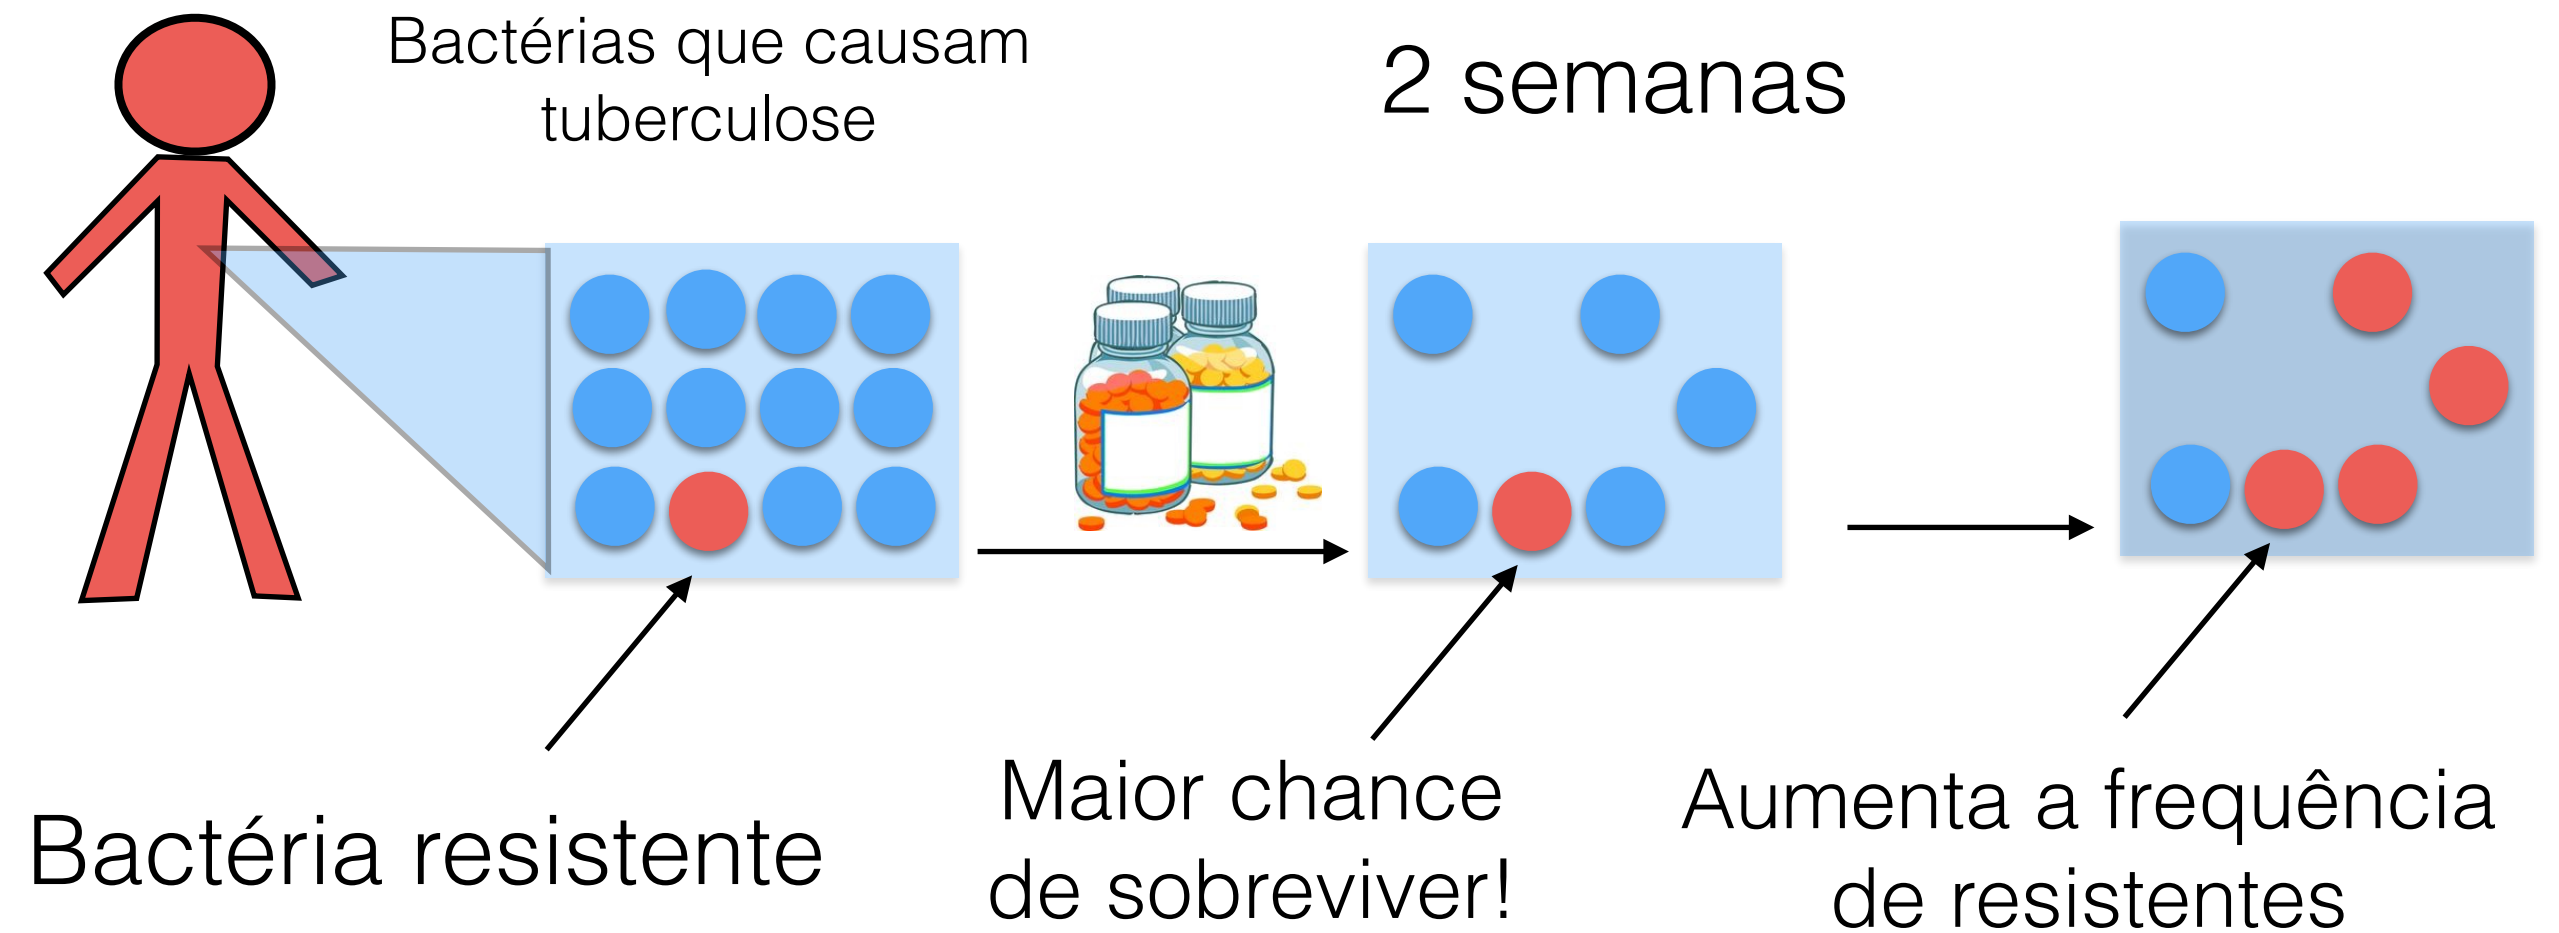 Bactérias que causam
tuberculose
2 semanas
Bactéria resistente
Maior chance
de sobreviver!
Aumenta a frequência
de resistentes